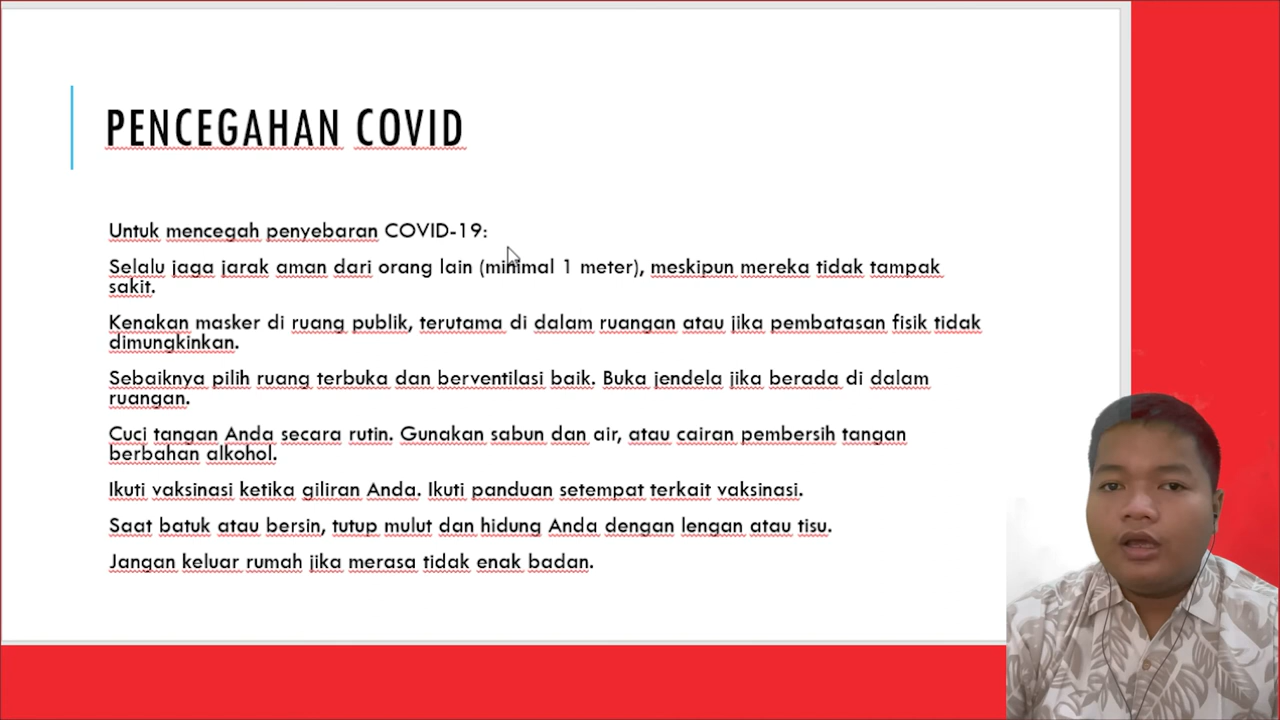 PENCEGAHAN COVID
Untuk mencegah penyebaran COVID-19:
Selalu jaga jarak aman dari orang lain (minimal 1 meter), meskipun mereka tidak tampak
sakit.
Kenakan masker di ruang publik, terutama di dalam ruangan atau jika pembatasan fisik tidak
dimungkinkan.
Sebaiknya pilih ruang terbuka dan berventilasi baik. Buka jendela jika berada di dalam
ruangan.
Cuci tangan Anda secara rutin. Gunakan sabun dan air, atau cairan pembersih tangan
berbahan alkohol.
Ikuti vaksinasi ketika giliran Anda. Ikuti panduan setempat terkait vaksinasi.
Saat batuk atau bersin, tutup mulut dan hidung Anda dengan lengan atau tisu.
Jangan keluar rumah jika merasa tidak enak badan.